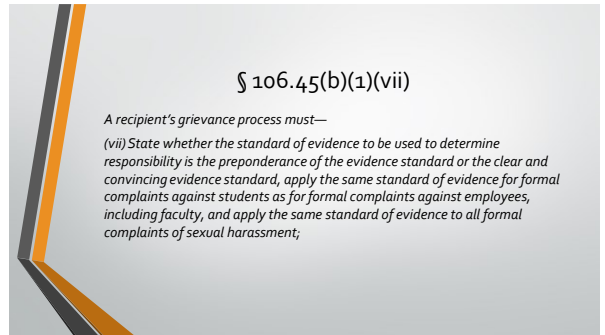 § 106.45(b)(1)(vii)
A recipient's grievance process must—
(vii) State whether the standard of evidence to be used to determine
responsibility is the preponderance of the evidence standard or the clear and
convincing evidence standard, apply the same standard of evidence for formal
complaints against students as for formal complaints against employees,
including faculty, and apply the same standard of evidence to all formal
complaints of sexual harassment;